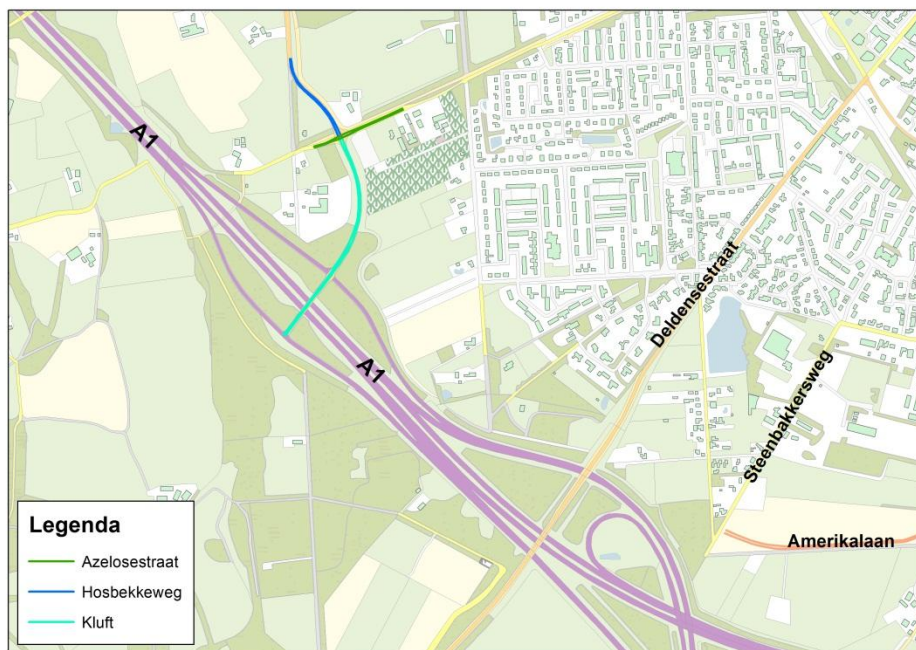 A1
A1
Deldensestraat
Steenbakkersweg
Amerikalaan
Legenda
Azelosestraat
Hosbekkeweg
Kluft